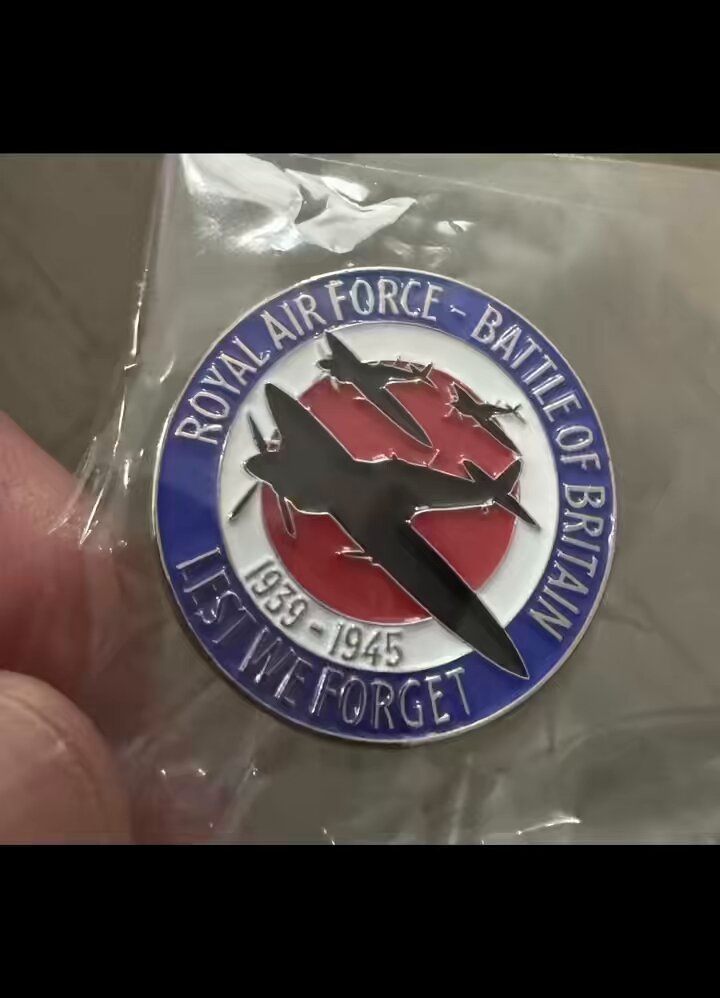 ROYAL AIR FORCE - BATTLE OF BRITAIN
1939 - 1945
LEST WE FORGET